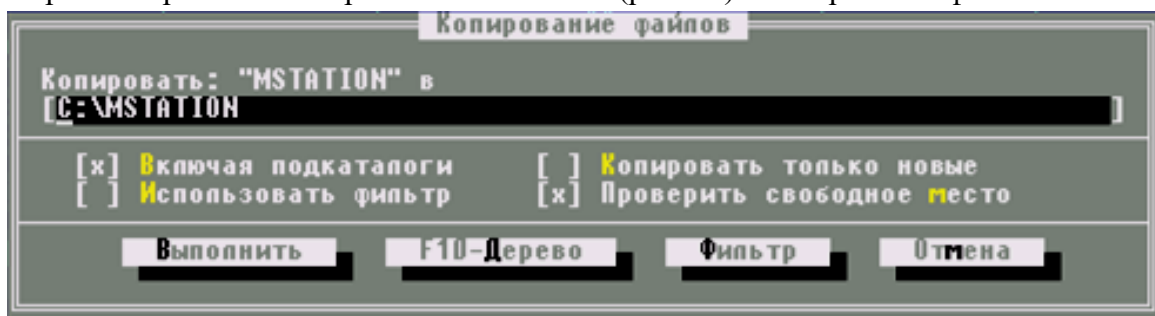 Копирование файлов
Копировать: "MSTATION" в
[C:\MSTATION]
[x] Включая подкаталоги [ ] Копировать только новые
[ ] Использовать фильтр [x] Проверить свободное место
Выполнить F10-Дерево Фильтр Отмена